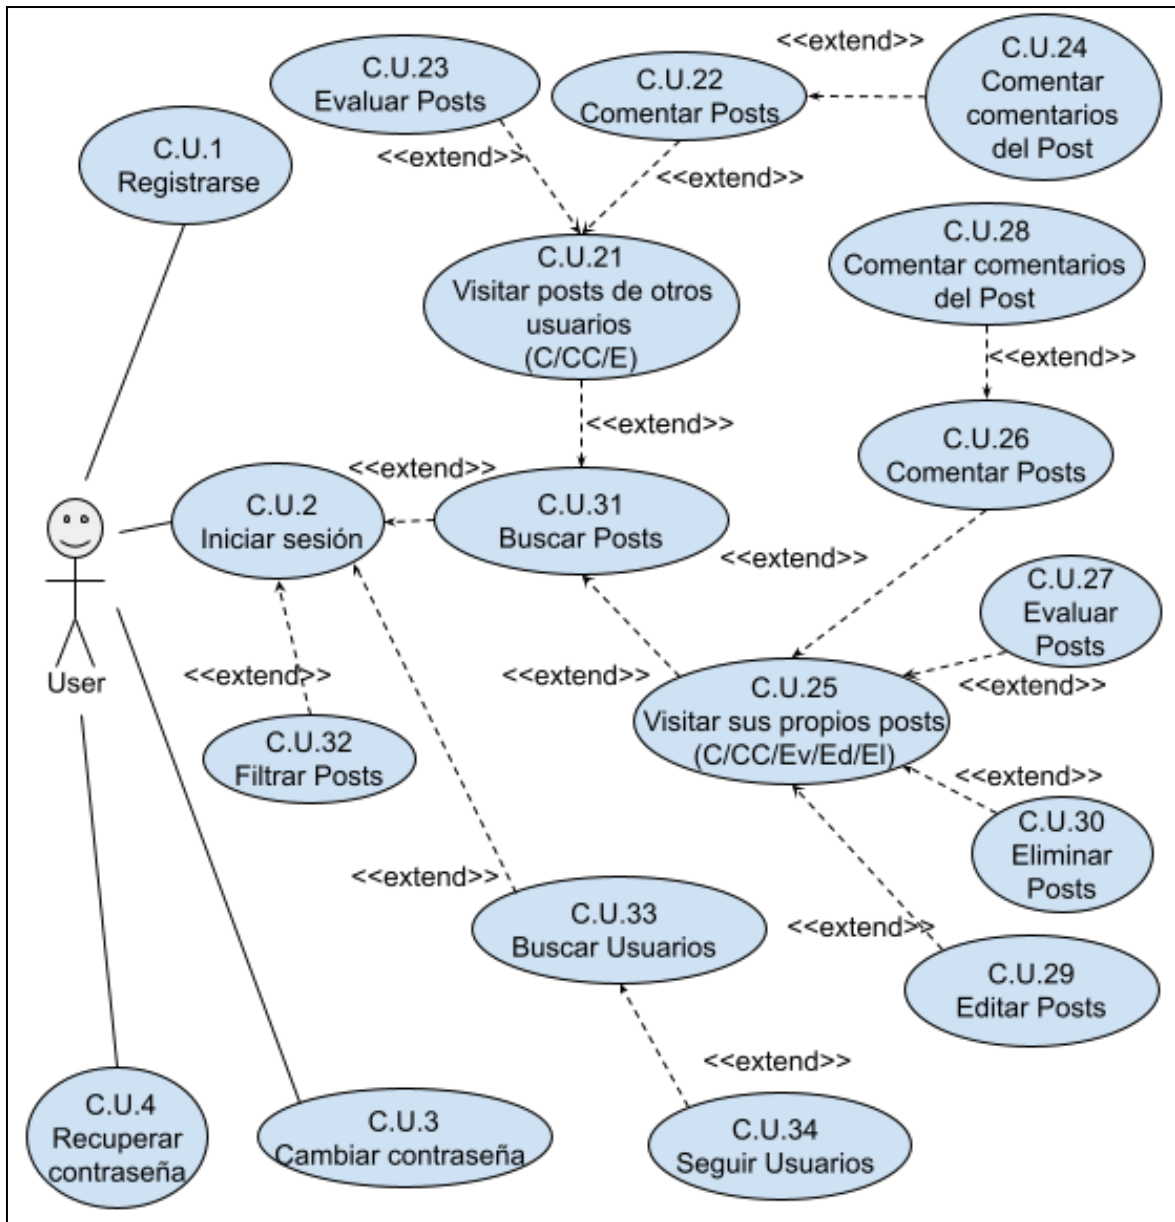 <<extend>>
C.U.23
Evaluar Posts
C.U.22
Comentar Posts
C.U.24
Comentar
comentarios
del Post
C.U.1
Registrarse
<<extend>>
<<extend>>
C.U.21
Visitar posts de otros
usuarios
(C/CC/E)
C.U.28
Comentar comentarios
del Post
<<extend>>
<<extend>>
C.U.26
Comentar Posts
<<extend>>
C.U.2
Iniciar sesión
C.U.31
Buscar Posts
<<extend>>
C.U.27
Evaluar
Posts
User
<<extend>>
<<extend>>
C.U.25
Visitar sus propios posts
(C/CC/Ev/Ed/El)
<<extend>>
C.U.32
Filtrar Posts
<<extend>>
C.U.30
Eliminar
Posts
<<extend>>
C.U.33
Buscar Usuarios
<<extend>>
C.U.29
Editar Posts
<<extend>>
C.U.4
Recuperar
contraseña
C.U.3
Cambiar contraseña
C.U.34
Seguir Usuarios